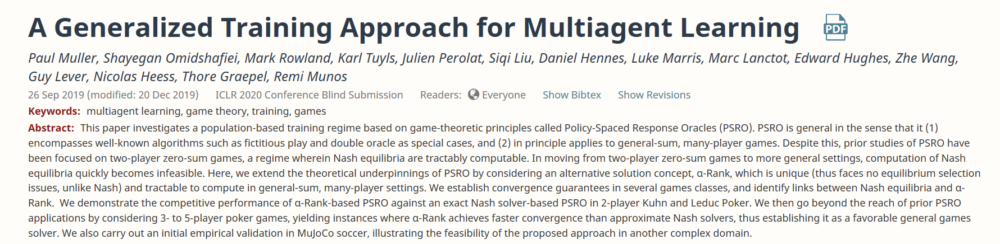 A Generalized Training Approach for Multiagent Learning PDF
Paul Muller, Shayegan Omidshafiei, Mark Rowland, Karl Tuyls, Julien Perolat, Siqi Liu, Daniel Hennes, Luke Marris, Marc Lanctot, Edward Hughes, Zhe Wang,
Guy Lever, Nicolas Heess, Thore Graepel, Remi Munos
26 Sep 2019 (modified: 20 Dec 2019) ICLR 2020 Conference Blind Submission Readers: Everyone Show Bibtex Show Revisions
Keywords: multiagent learning, game theory, training, games
Abstract: This paper investigates a population-based training regime based on game-theoretic principles called Policy-Spaced Response Oracles (PSRO). PSRO is general in the sense that it (1)
encompasses well-known algorithms such as fictitious play and double oracle as special cases, and (2) in principle applies to general-sum, many-player games. Despite this, prior studies of PSRO have
been focused on two-player zero-sum games, a regime wherein Nash equilibria are tractably computable. In moving from two-player zero-sum games to more general settings, computation of Nash
equilibria quickly becomes infeasible. Here, we extend the theoretical underpinnings of PSRO by considering an alternative solution concept, α-Rank, which is unique (thus faces no equilibrium selection
issues, unlike Nash) and tractable to compute in general-sum, many-player settings. We establish convergence guarantees in several games classes, and identify links between Nash equilibria and α-
Rank. We demonstrate the competitive performance of α-Rank-based PSRO against an exact Nash solver-based PSRO in 2-player Kuhn and Leduc Poker. We then go beyond the reach of prior PSRO
applications by considering 3- to 5-player poker games, yielding instances where α-Rank achieves faster convergence than approximate Nash solvers, thus establishing it as a favorable general games
solver. We also carry out an initial empirical validation in MuJoCo soccer, illustrating the feasibility of the proposed approach in another complex domain.